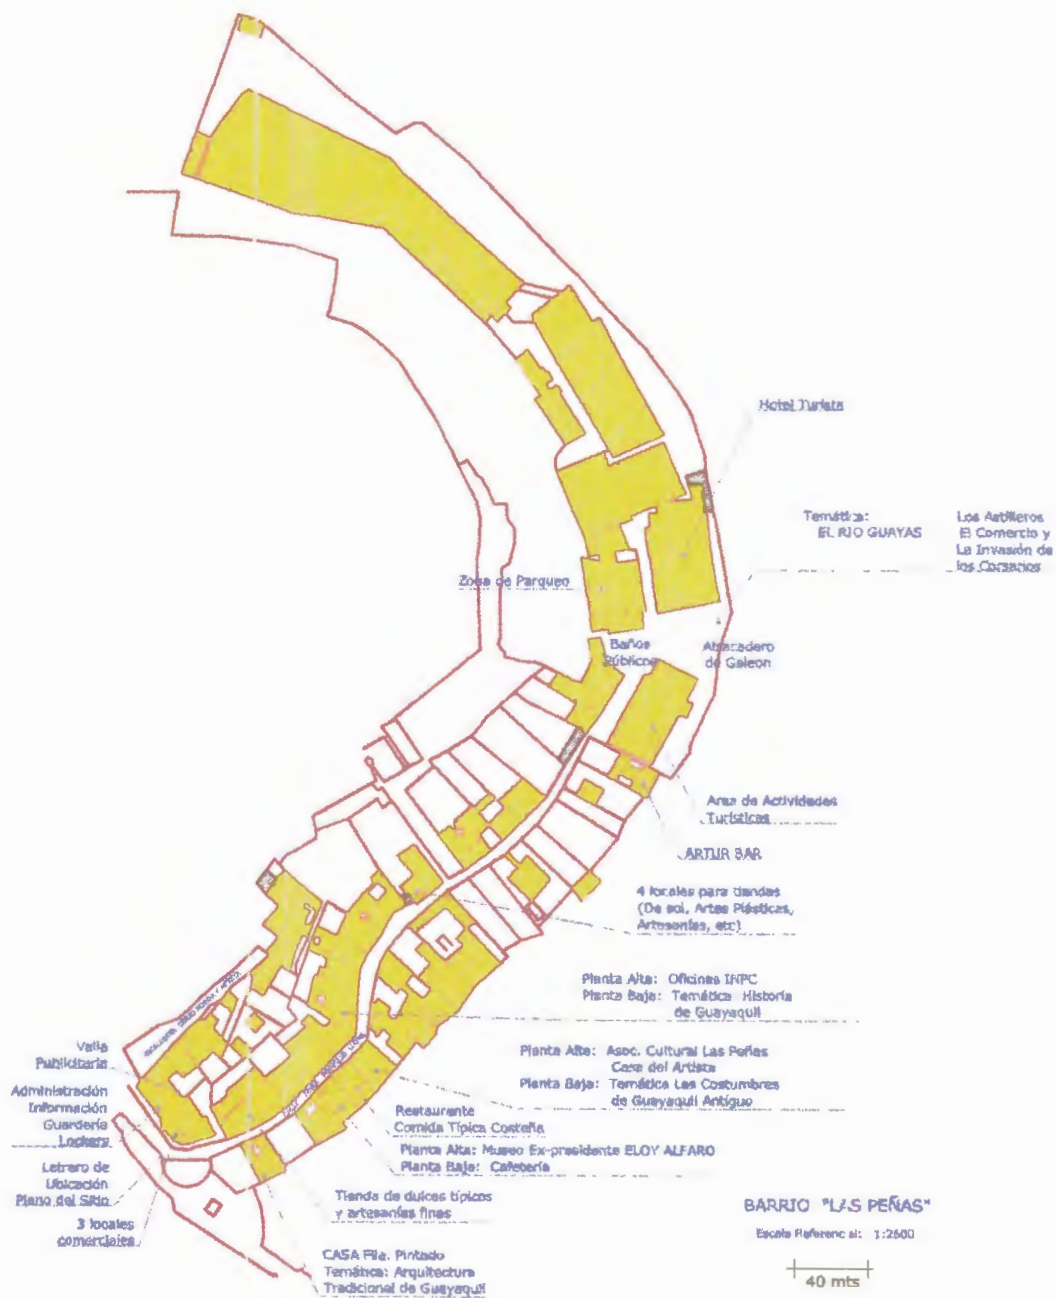 Hotel Turista
Temática:
EL RIO GUAYAS
Los Astilleros
El Comercio y
La Invasión de
los Corsarios
Zona de Parqueo
Baños
Públicos
Atracadero
de Galeon
Area de Actividades
Turísticas
ARTUR BAR
4 locales para tiendas
(De sol, Artes Plásticas,
Artesanías, etc)
Planta Alta: Oficinas INPC
Planta Baja: Temática Historia
de Guayaquil
Planta Alta: Asoc. Cultural Las Peñas
Casa del Artista
Planta Baja: Temática Las Costumbres
de Guayaquil Antiguo
Restaurante
Comida Típica Costeña
Planta Alta: Museo Ex-presidente ELOY ALFARO
Planta Baja: Cafetería
Valla
Publicitaria
Administración
Información
Guardería
Lockers
Letrero de
Ubicación
Plano del Sitio
3 locales
comerciales
Tienda de dulces típicos
y artesanías finas
CASA Flia. Pintado
Temática: Arquitectura
Tradicional de Guayaquil
BARRIO "LAS PEÑAS"
Escala Referencial: 1:2500
40 mts